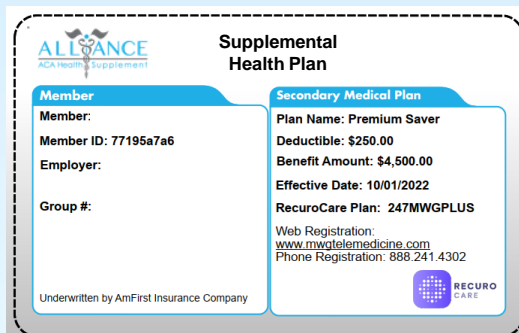 ALLIANCE
ACA Health Supplement
Supplemental
Health Plan
Member
Member:
Member ID: 77195a7a6
Employer:
Group #:
Underwritten by AmFirst Insurance Company
Secondary Medical Plan
Plan Name: Premium Saver
Deductible: $250.00
Benefit Amount: $4,500.00
Effective Date: 10/01/2022
RecuroCare Plan: 247MWGPLUS
Web Registration:
www.mwgtelemedicine.com
Phone Registration: 888.241.4302
RECURO
CARE